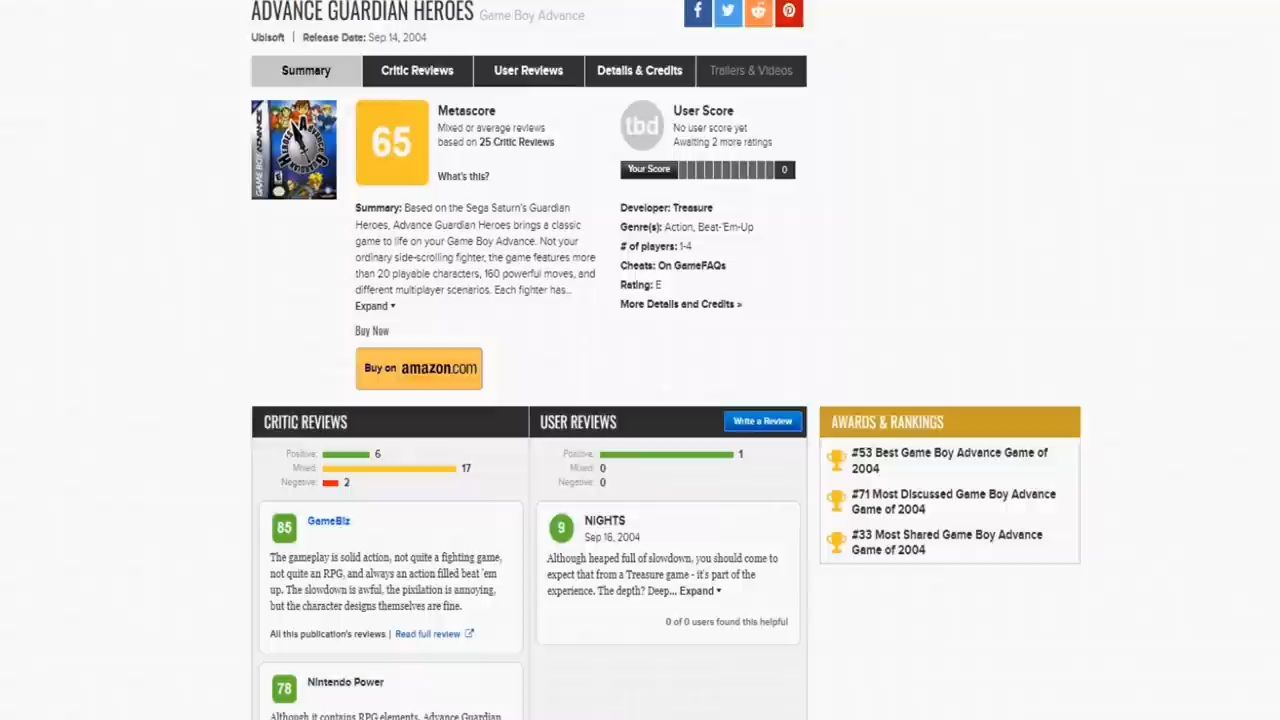 ADVANCE GUARDIAN HEROES Game Boy Advance
Ubisoft | Release Date: Sep 14, 2004
Summary
Critic Reviews
User Reviews
Details & Credits
Trailers & Videos
GAME BOY ADVANCE
65
Metascore
Mixed or average reviews
based on 25 Critic Reviews
What's this?
Summary: Based on the Sega Saturn's Guardian
Heroes, Advance Guardian Heroes brings a classic
game to life on your Game Boy Advance. Not your
ordinary side-scrolling fighter, the game features more
than 20 playable characters, 160 powerful moves, and
different multiplayer scenarios. Each fighter has...
Expand
Buy Now
Buy on amazon.com
tbd
User Score
No user score yet
Awaiting 2 more ratings
Your Score 0
Developer: Treasure
Genre(s): Action, Beat-'Em-Up
# of players: 1-4
Cheats: On GameFAQs
Rating: E
More Details and Credits »
CRITIC REVIEWS
Positive: 6
Mixed: 17
Negative: 2
85
GameBiz
The gameplay is solid action, not quite a fighting game,
not quite an RPG, and always an action filled beat 'em
up. The slowdown is awful, the pixilation is annoying,
but the character designs themselves are fine.
All this publication's reviews | Read full review
78
Nintendo Power
Although it contains RPG elements, Advance Guardian
USER REVIEWS
Write a Review
Positive: 1
Mixed: 0
Negative: 0
9
NIGHTS
Sep 16, 2004
Although heaped full of slowdown, you should come to
expect that from a Treasure game - it's part of the
experience. The depth? Deep... Expand
0 of 0 users found this helpful
AWARDS & RANKINGS
#53 Best Game Boy Advance Game of
2004
#71 Most Discussed Game Boy Advance
Game of 2004
#33 Most Shared Game Boy Advance
Game of 2004